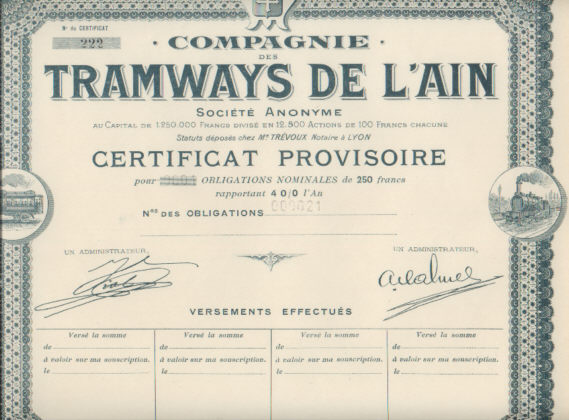 Nº du CERTIFICAT
222
· COMPAGNIE ·
DES
TRAMWAYS DE L'AIN
SOCIÉTÉ ANONYME
AU CAPITAL DE 1.250.000 FRANCS DIVISÉ EN 12.500 ACTIONS DE 100 FRANCS CHACUNE
Statuts déposés chez Mᵉ TRÉVOUX Notaire à LYON
CERTIFICAT PROVISOIRE
pour OBLIGATIONS NOMINALES de 250 francs
rapportant 4 0/0 l'An
Nᵒˢ DES OBLIGATIONS
UN ADMINISTRATEUR, UN ADMINISTRATEUR,
VERSEMENTS EFFECTUÉS
Versé la somme Versé la somme Versé la somme Versé la somme
de de de de
à valoir sur ma souscription. à valoir sur ma souscription. à valoir sur ma souscription. à valoir sur ma souscription.
le le le le